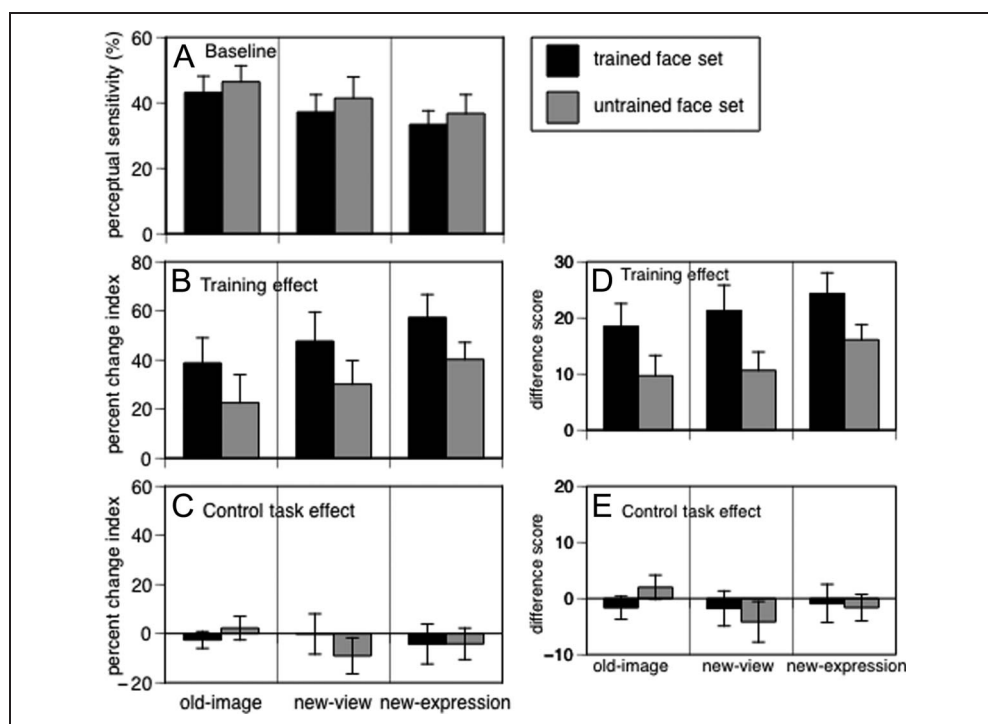 A Baseline
perceptual sensitivity (%)
60
40
20
0
trained face set
untrained face set
B Training effect
percent change index
80
60
40
20
0
D Training effect
difference score
30
20
10
0
C Control task effect
percent change index
60
40
20
0
−20
old-image new-view new-expression
E Control task effect
difference score
20
10
0
−10
old-image new-view new-expression